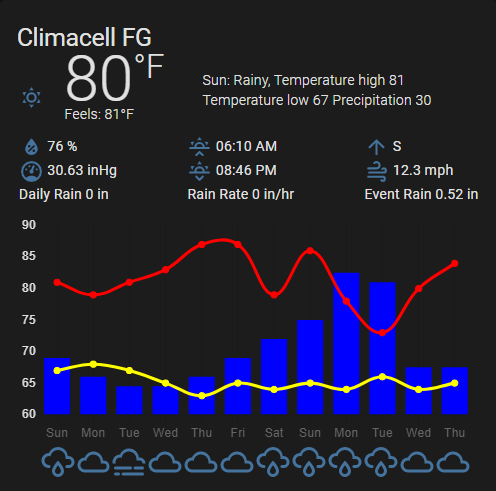 Climacell FG
80°F
Feels: 81°F
Sun: Rainy, Temperature high 81
Temperature low 67 Precipitation 30
76 % 06:10 AM S
30.63 inHg 08:46 PM 12.3 mph
Daily Rain 0 in Rain Rate 0 in/hr Event Rain 0.52 in
90
85
80
75
70
65
60
Sun Mon Tue Wed Thu Fri Sat Sun Mon Tue Wed Thu